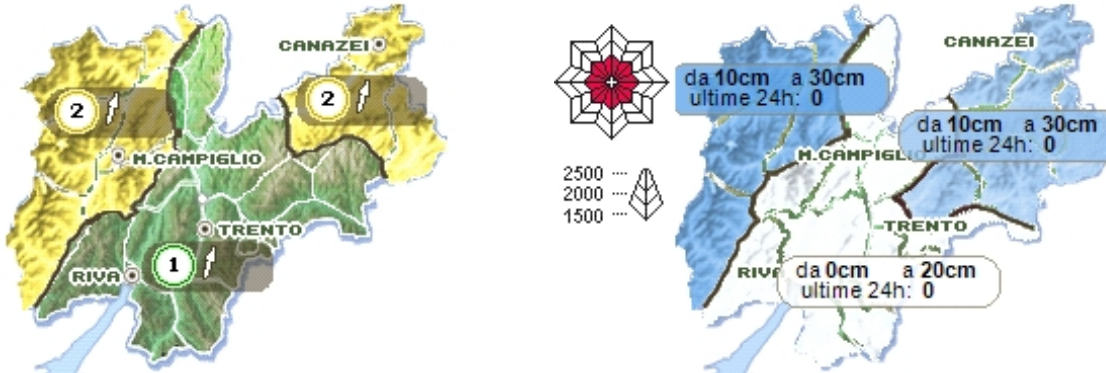 CANAZEI
2
2
M.CAMPIGLIO
TRENTO
1
RIVA
2500
2000
1500
CANAZEI
da 10cm a 30cm
ultime 24h: 0
da 10cm a 30cm
ultime 24h: 0
M.CAMPIGLIO
TRENTO
RIVA
da 0cm a 20cm
ultime 24h: 0